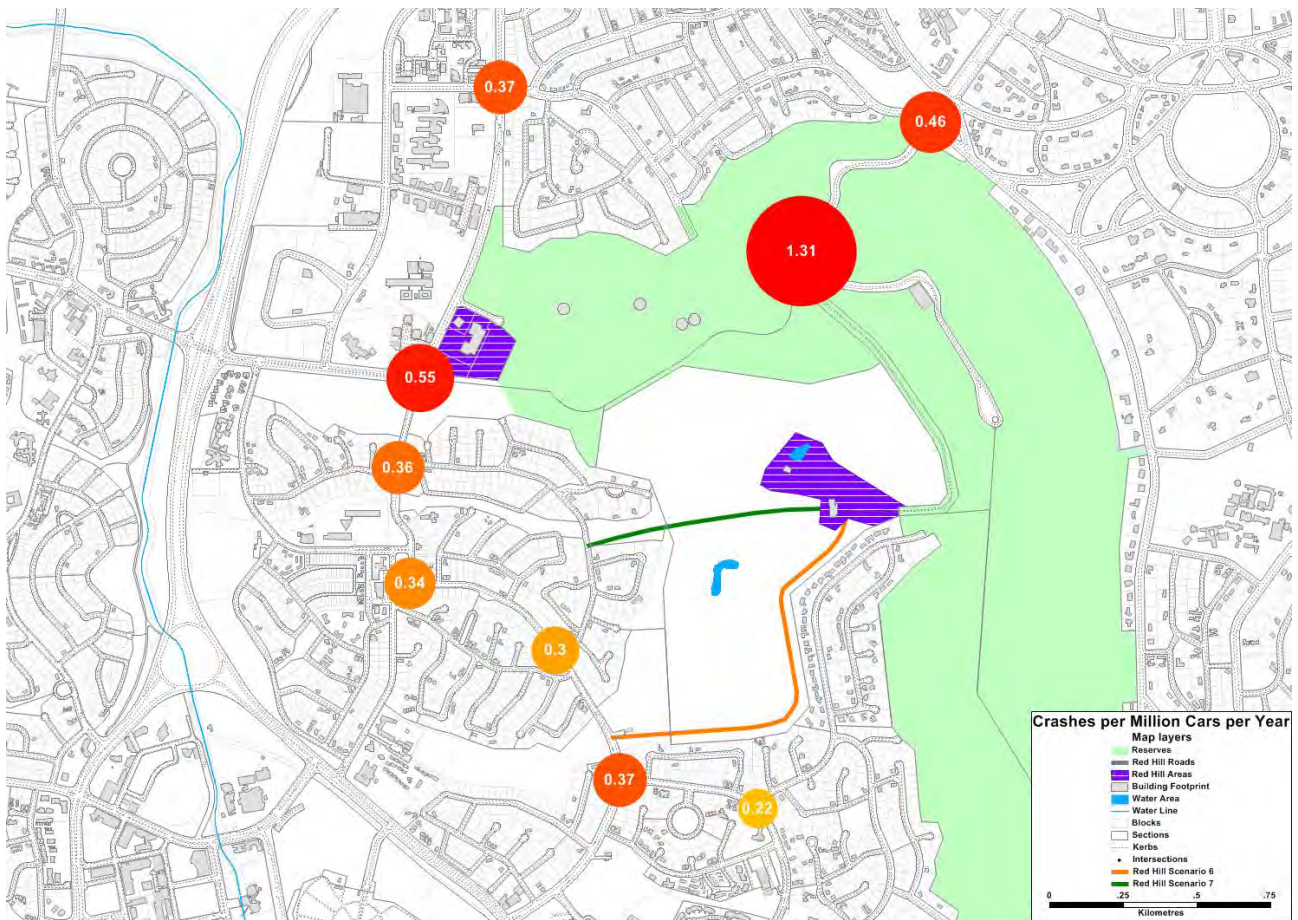 0.37
0.46
1.31
0.55
0.36
0.34
0.3
0.37
0.22
Crashes per Million Cars per Year
Map layers
Reserves
Red Hill Roads
Red Hill Areas
Building Footprint
Water Area
Water Line
Blocks
Sections
Kerbs
Intersections
Red Hill Scenario 6
Red Hill Scenario 7
0 .25 .5 .75
Kilometres